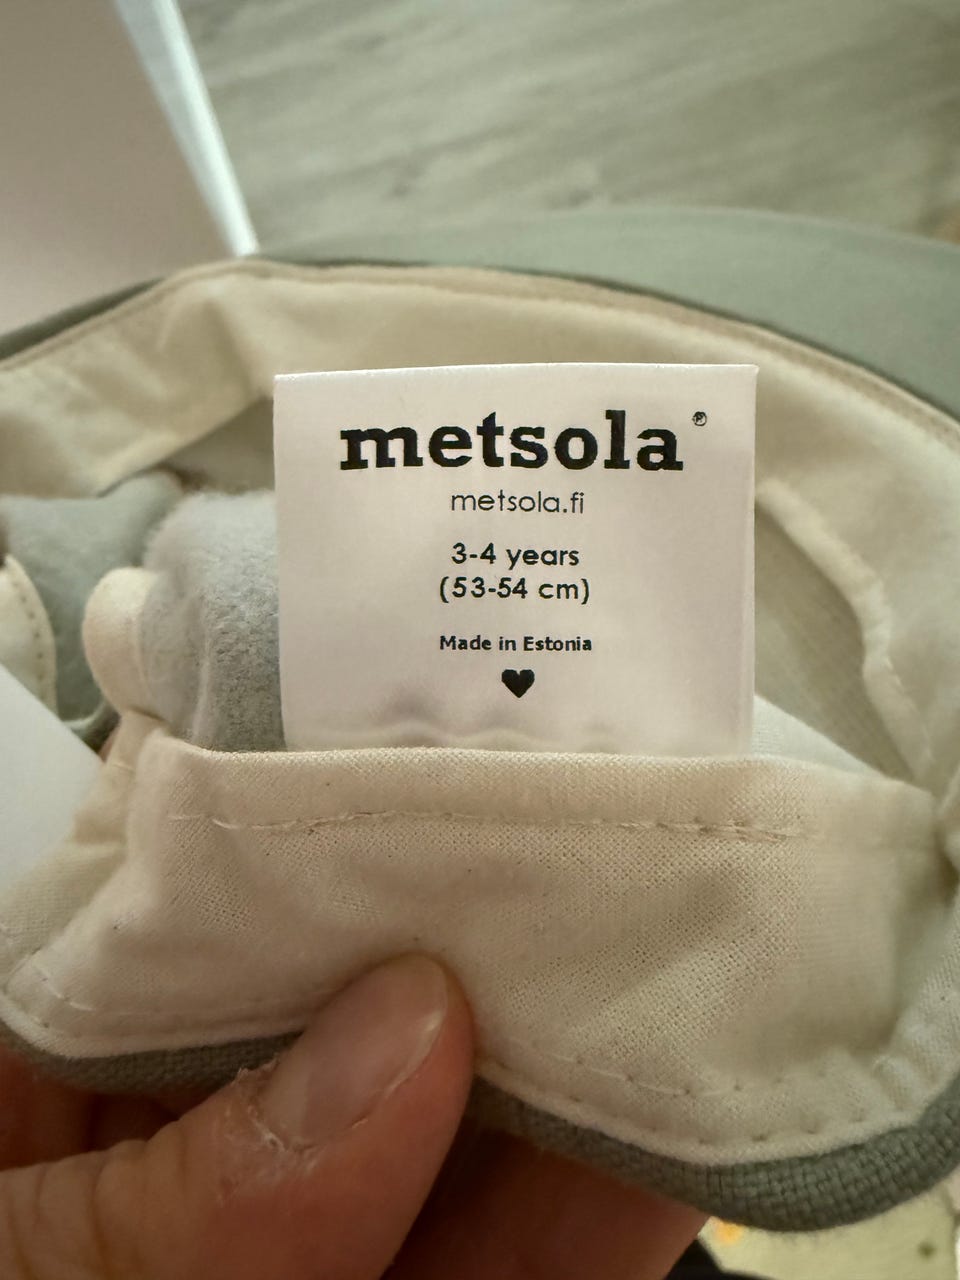 metsola®
metsola.fi
3-4 years
(53-54 cm)
Made in Estonia